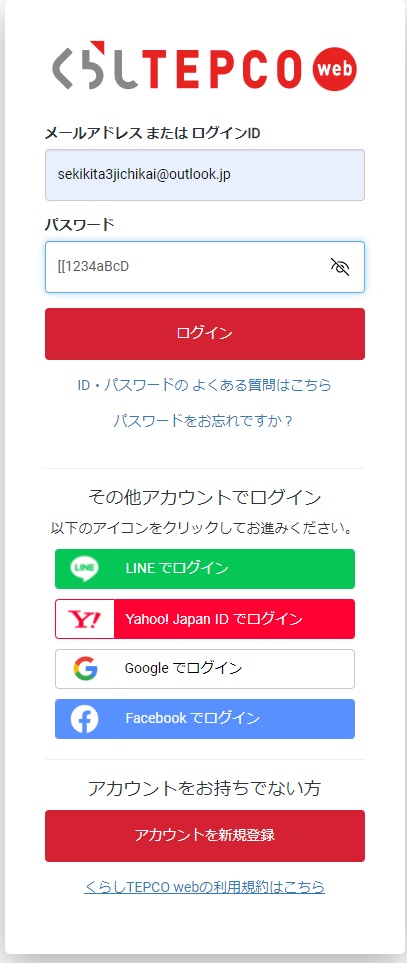 くらしTEPCO web
メールアドレス または ログインID
sekikita3jichikai@outlook.jp
パスワード
[[1234aBcD
ログイン
ID・パスワードの よくある質問はこちら
パスワードをお忘れですか？
その他アカウントでログイン
以下のアイコンをクリックしてお進みください。
LINE LINE でログイン
Y! Yahoo! Japan ID でログイン
G Google でログイン
f Facebook でログイン
アカウントをお持ちでない方
アカウントを新規登録
くらしTEPCO webの利用規約はこちら